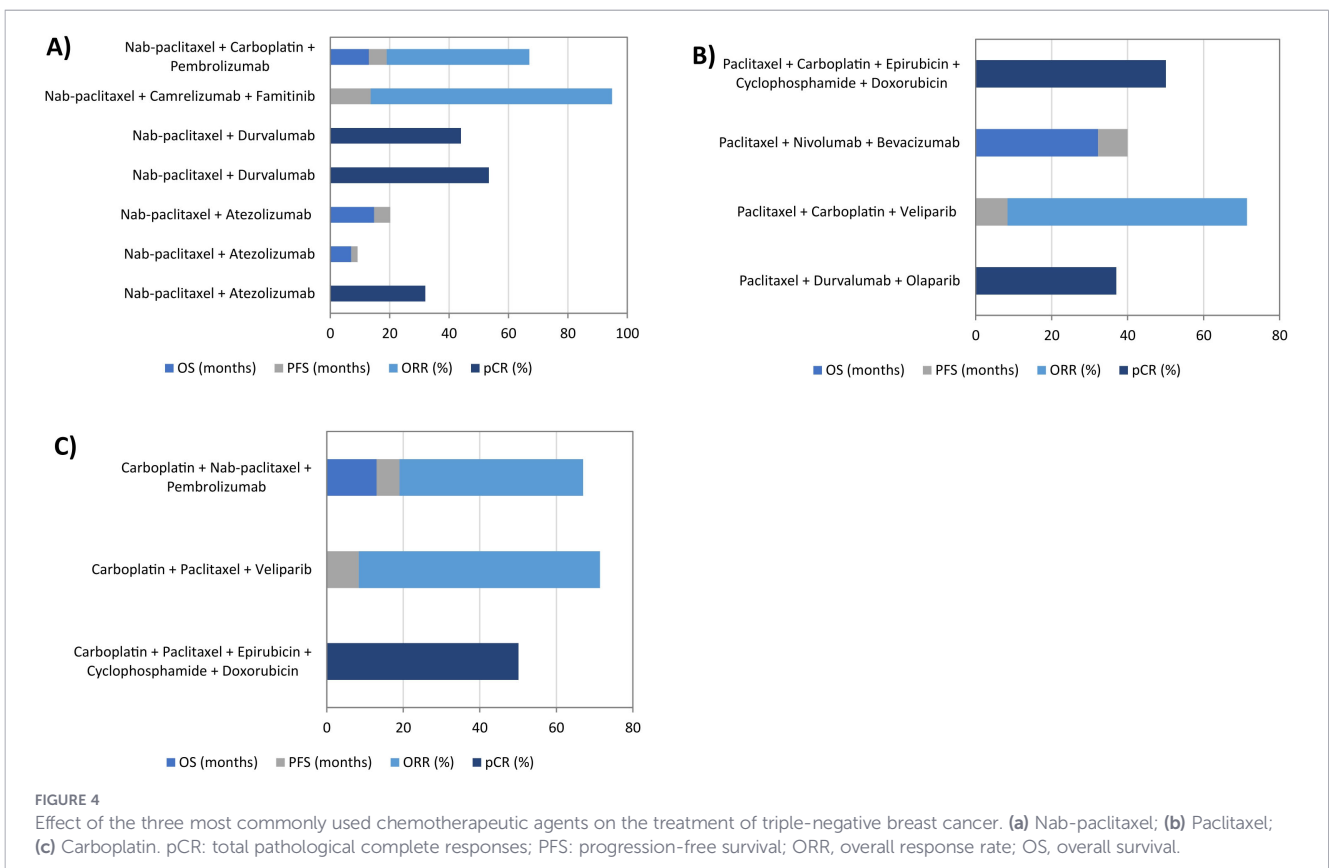 A)
Nab-paclitaxel + Carboplatin +
Pembrolizumab
Nab-paclitaxel + Camrelizumab + Famitinib
Nab-paclitaxel + Durvalumab
Nab-paclitaxel + Durvalumab
Nab-paclitaxel + Atezolizumab
Nab-paclitaxel + Atezolizumab
Nab-paclitaxel + Atezolizumab
0 20 40 60 80 100
OS (months) PFS (months) ORR (%) pCR (%)
B)
Paclitaxel + Carboplatin + Epirubicin +
Cyclophosphamide + Doxorubicin
Paclitaxel + Nivolumab + Bevacizumab
Paclitaxel + Carboplatin + Veliparib
Paclitaxel + Durvalumab + Olaparib
0 20 40 60 80
OS (months) PFS (months) ORR (%) pCR (%)
C)
Carboplatin + Nab-paclitaxel +
Pembrolizumab
Carboplatin + Paclitaxel + Veliparib
Carboplatin + Paclitaxel + Epirubicin +
Cyclophosphamide + Doxorubicin
0 20 40 60 80
OS (months) PFS (months) ORR (%) pCR (%)
FIGURE 4
Effect of the three most commonly used chemotherapeutic agents on the treatment of triple-negative breast cancer. (a) Nab-paclitaxel; (b) Paclitaxel;
(c) Carboplatin. pCR: total pathological complete responses; PFS: progression-free survival; ORR, overall response rate; OS, overall survival.